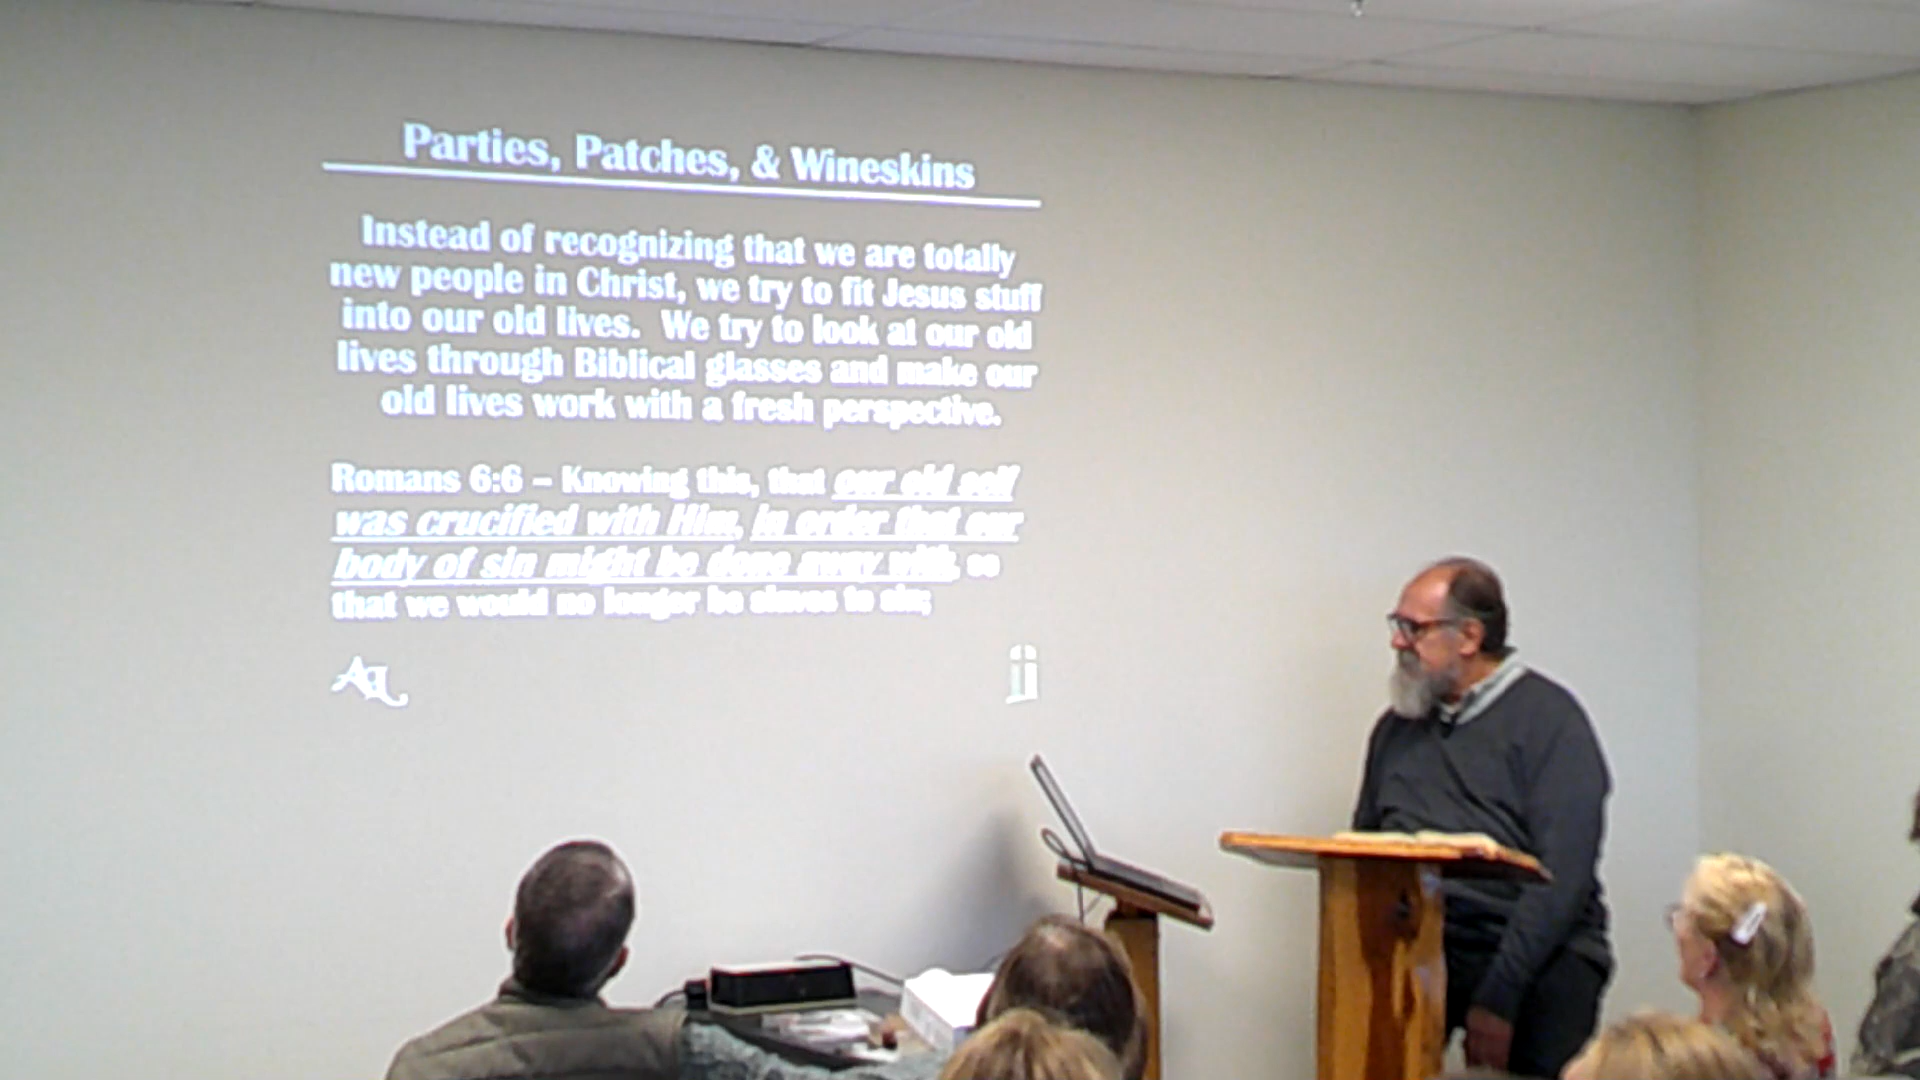 Parties, Patches, & Wineskins
Instead of recognizing that we are totally
new people in Christ, we try to fit Jesus stuff
into our old lives.  We try to look at our old
lives through Biblical glasses and make our
old lives work with a fresh perspective.
Romans 6:6 – Knowing this, that our old self
was crucified with Him, in order that our
body of sin might be done away with, so
that we would no longer be slaves to sin;